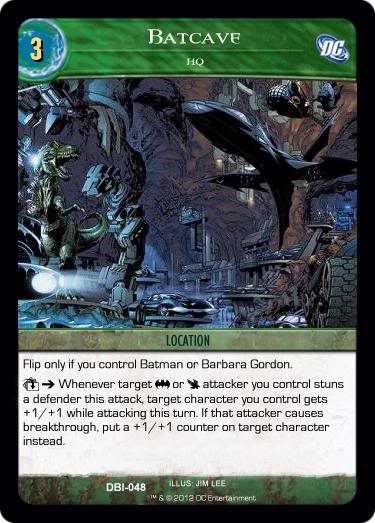 3
BATCAVE
DC
HQ
LOCATION
Flip only if you control Batman or Barbara Gordon.
➔ Whenever target or attacker you control stuns
a defender this attack, target character you control gets
+1/+1 while attacking this turn. If that attacker causes
breakthrough, put a +1/+1 counter on target character
instead.
DBI-048
ILLUS: JIM LEE
™ & © 2012 DC Entertainment